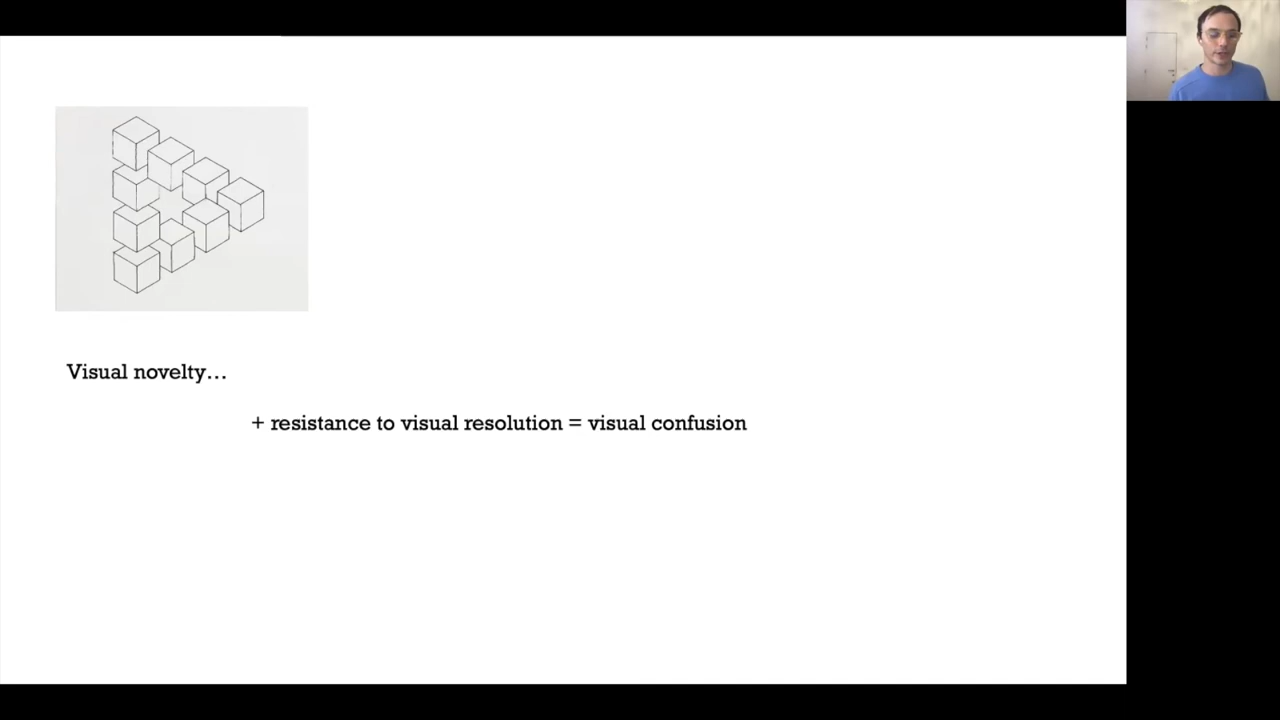 Visual novelty…
+ resistance to visual resolution = visual confusion